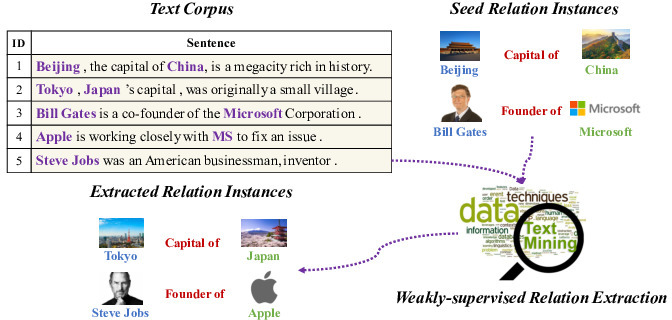 Text Corpus
ID Sentence
1 Beijing , the capital of China, is a megacity rich in history.
2 Tokyo , Japan 's capital , was originally a small village .
3 Bill Gates is a co-founder of the Microsoft Corporation .
4 Apple is working closely with MS to fix an issue .
5 Steve Jobs was an American businessman, inventor .
Seed Relation Instances
Capital of
Beijing
China
Founder of
Microsoft
Bill Gates
Microsoft
Extracted Relation Instances
Capital of
Tokyo
Japan
Founder of
Steve Jobs
Apple
techniques
data
information
Text
Mining
Weakly-supervised Relation Extraction